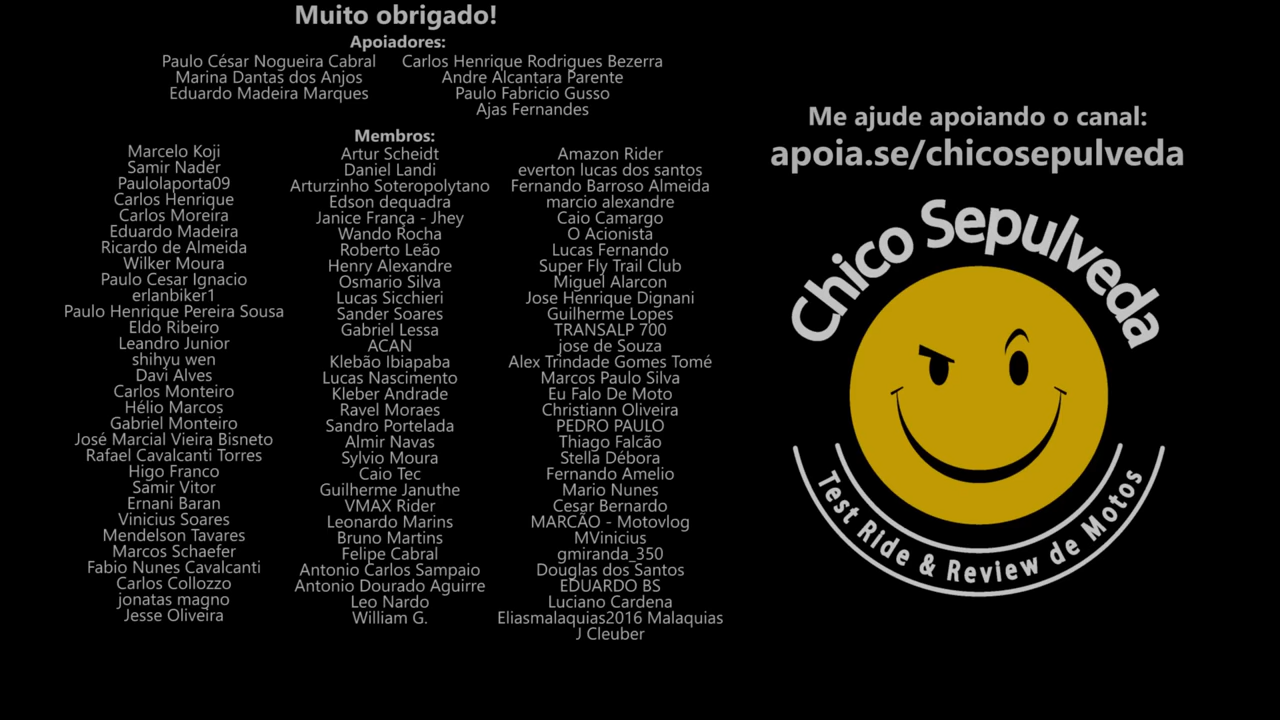 Muito obrigado!
Apoiadores:
Paulo César Nogueira Cabral
Marina Dantas dos Anjos
Eduardo Madeira Marques
Carlos Henrique Rodrigues Bezerra
Andre Alcantara Parente
Paulo Fabricio Gusso
Ajas Fernandes
Membros:
Marcelo Koji
Samir Nader
Paulolaporta09
Carlos Henrique
Carlos Moreira
Eduardo Madeira
Ricardo de Almeida
Wilker Moura
Paulo Cesar Ignacio
erlanbiker1
Paulo Henrique Pereira Sousa
Eldo Ribeiro
Leandro Junior
shihyu wen
Davi Alves
Carlos Monteiro
Hélio Marcos
Gabriel Monteiro
José Marcial Vieira Bisneto
Rafael Cavalcanti Torres
Higo Franco
Samir Vitor
Ernani Baran
Vinicius Soares
Mendelson Tavares
Marcos Schaefer
Fabio Nunes Cavalcanti
Carlos Collozzo
jonatas magno
Jesse Oliveira
Artur Scheidt
Daniel Landi
Arturzinho Soteropolytano
Edson dequadra
Janice França - Jhey
Wando Rocha
Roberto Leão
Henry Alexandre
Osmario Silva
Lucas Sicchieri
Sander Soares
Gabriel Lessa
ACAN
Klebão Ibiapaba
Lucas Nascimento
Kleber Andrade
Ravel Moraes
Sandro Portelada
Almir Navas
Sylvio Moura
Caio Tec
Guilherme Januthe
VMAX Rider
Leonardo Marins
Bruno Martins
Felipe Cabral
Antonio Carlos Sampaio
Antonio Dourado Aguirre
Leo Nardo
William G.
Amazon Rider
everton lucas dos santos
Fernando Barroso Almeida
marcio alexandre
Caio Camargo
O Acionista
Lucas Fernando
Super Fly Trail Club
Miguel Alarcon
Jose Henrique Dignani
Guilherme Lopes
TRANSALP 700
jose de Souza
Alex Trindade Gomes Tomé
Marcos Paulo Silva
Eu Falo De Moto
Christiann Oliveira
PEDRO PAULO
Thiago Falcão
Stella Débora
Fernando Amelio
Mario Nunes
Cesar Bernardo
MARCÃO - Motovlog
MVinicius
gmiranda_350
Douglas dos Santos
EDUARDO BS
Luciano Cardena
Eliasmalaquias2016 Malaquias
J Cleuber
Me ajude apoiando o canal:
apoia.se/chicosepulveda
Chico Sepulveda
Test Ride & Review de Motos